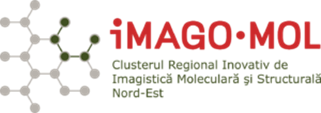 iMAGO•MOL
Clusterul Regional Inovativ de
Imagistică Moleculară şi Structurală
Nord-Est